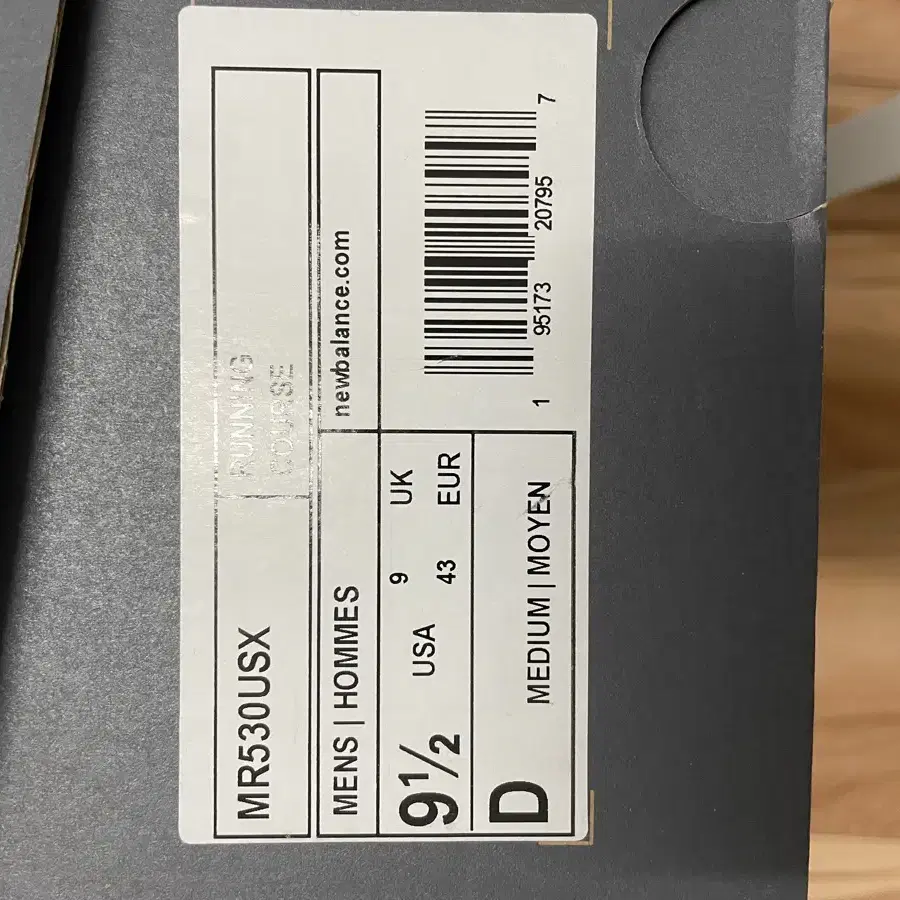 MR530USX
RUNNING
COURSE
MENS | HOMMES
newbalance.com
9½ USA
9 UK
43 EUR
D
MEDIUM | MOYEN
1 95173 20795 7